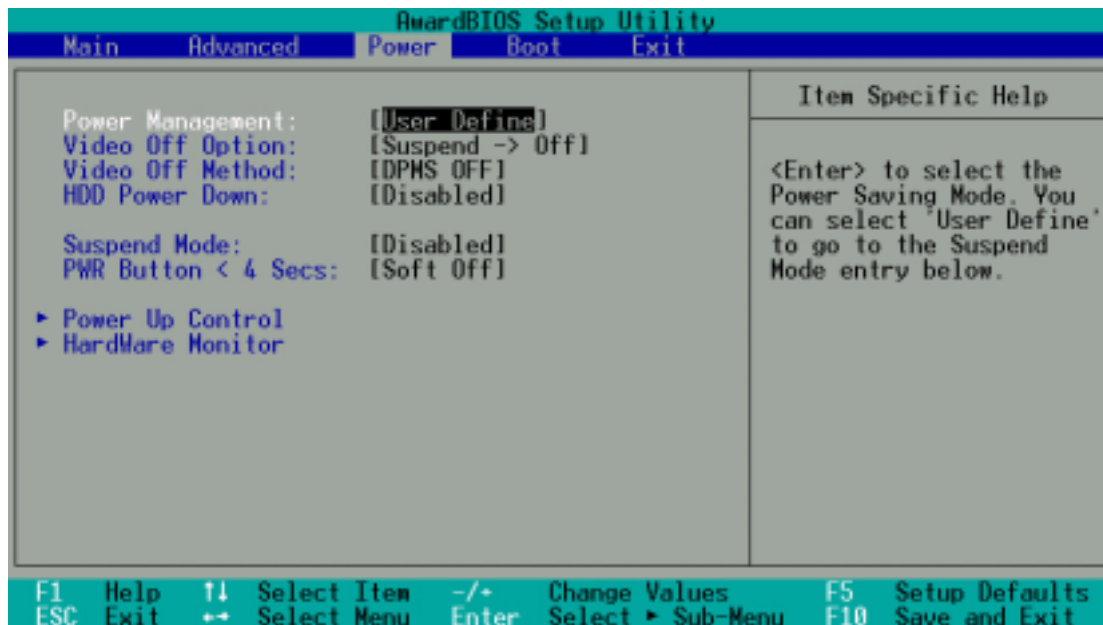 AwardBIOS Setup Utility
Main Advanced Power Boot Exit
Power Management: [User Define]
Video Off Option: [Suspend -> Off]
Video Off Method: [DPMS OFF]
HDD Power Down: [Disabled]
Suspend Mode: [Disabled]
PWR Button < 4 Secs: [Soft Off]
► Power Up Control
► HardWare Monitor
Item Specific Help
<Enter> to select the
Power Saving Mode. You
can select 'User Define'
to go to the Suspend
Mode entry below.
F1 Help ↑↓ Select Item -/+ Change Values F5 Setup Defaults
ESC Exit ←→ Select Menu Enter Select ► Sub-Menu F10 Save and Exit